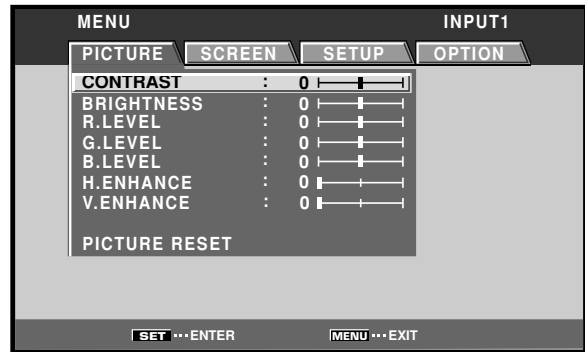 MENU INPUT1
PICTURE SCREEN SETUP OPTION
CONTRAST : 0
BRIGHTNESS : 0
R.LEVEL : 0
G.LEVEL : 0
B.LEVEL : 0
H.ENHANCE : 0
V.ENHANCE : 0
PICTURE RESET
SET ···ENTER MENU ···EXIT